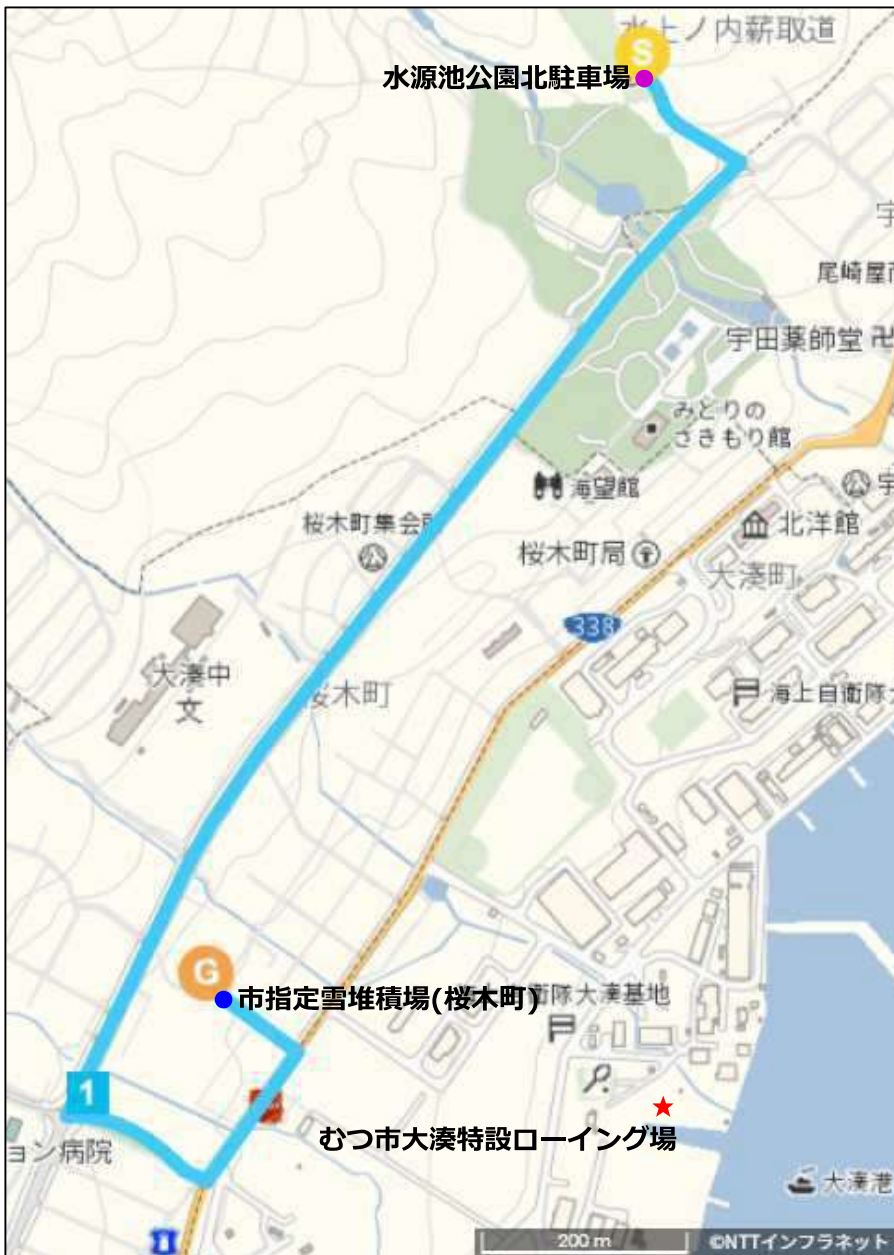 水上ノ内薪取道
S
水源池公園北駐車場
宇
尾崎屋
宇田薬師堂
みどりの
さきもり館
海望館
宇
桜木町集会所
北洋館
桜木町局
大湊町
338
大湊中
文
桜木町
海上自衛隊
G
市指定雪堆積場(桜木町)
衛隊大湊基地
1
ョン病院
むつ市大湊特設ローイング場
大湊港
200 m
©NTTインフラネット